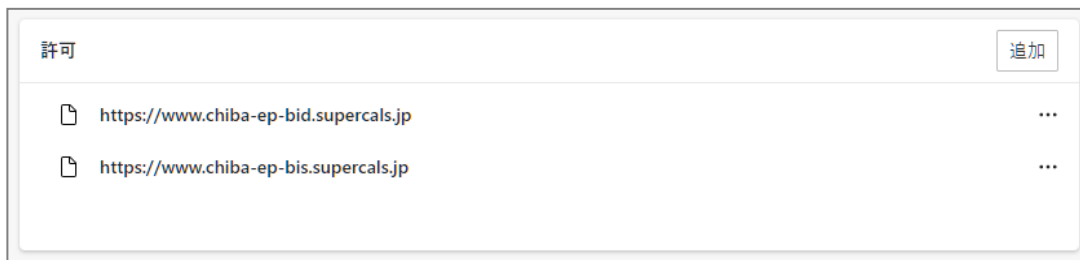 許可
追加
https://www.chiba-ep-bid.supercals.jp
https://www.chiba-ep-bis.supercals.jp